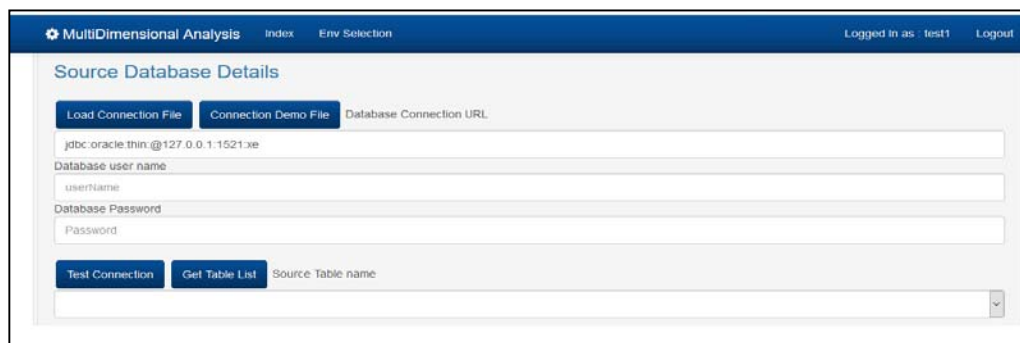 MultiDimensional Analysis Index Env Selection Logged In as : test1 Logout
Source Database Details
Load Connection File Connection Demo File Database Connection URL
jdbc:oracle:thin:@127.0.0.1:1521:xe
Database user name
userName
Database Password
Password
Test Connection Get Table List Source Table name